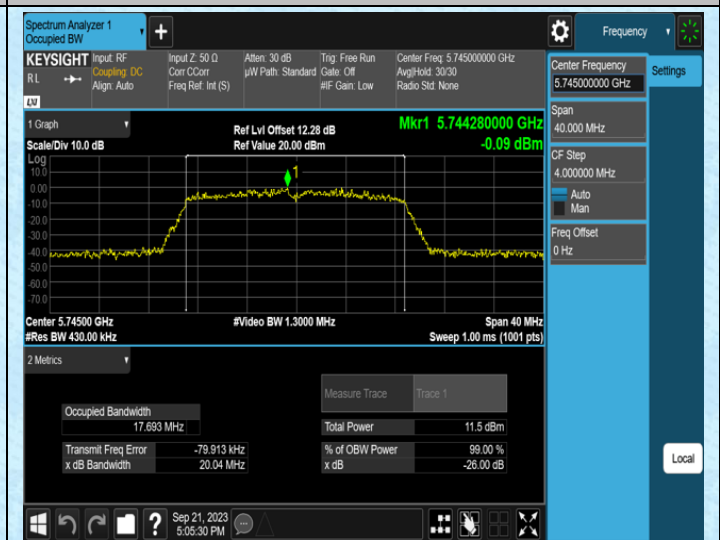 Spectrum Analyzer 1
Occupied BW
+
Frequency
KEYSIGHT
RL
LXI
Input: RF
Coupling: DC
Align: Auto
Input Z: 50 Ω
Corr CCorr
Freq Ref: Int (S)
Atten: 30 dB
µW Path: Standard
Trig: Free Run
Gate: Off
#IF Gain: Low
Center Freq: 5.745000000 GHz
Avg|Hold: 30/30
Radio Std: None
Center Frequency
5.745000000 GHz
Settings
Span
40.000 MHz
CF Step
4.000000 MHz
Auto
Man
Freq Offset
0 Hz
1 Graph
Scale/Div 10.0 dB
Ref Lvl Offset 12.28 dB
Ref Value 20.00 dBm
Mkr1 5.744280000 GHz
-0.09 dBm
Log
10.0
0.00
-10.0
-20.0
-30.0
-40.0
-50.0
-60.0
-70.0
1
Center 5.74500 GHz
#Res BW 430.00 kHz
#Video BW 1.3000 MHz
Span 40 MHz
Sweep 1.00 ms (1001 pts)
2 Metrics
Measure Trace Trace 1
Occupied Bandwidth
17.693 MHz
Total Power 11.5 dBm
Transmit Freq Error -79.913 kHz
x dB Bandwidth 20.04 MHz
% of OBW Power 99.00 %
x dB -26.00 dB
Local
?
Sep 21, 2023
5:05:30 PM